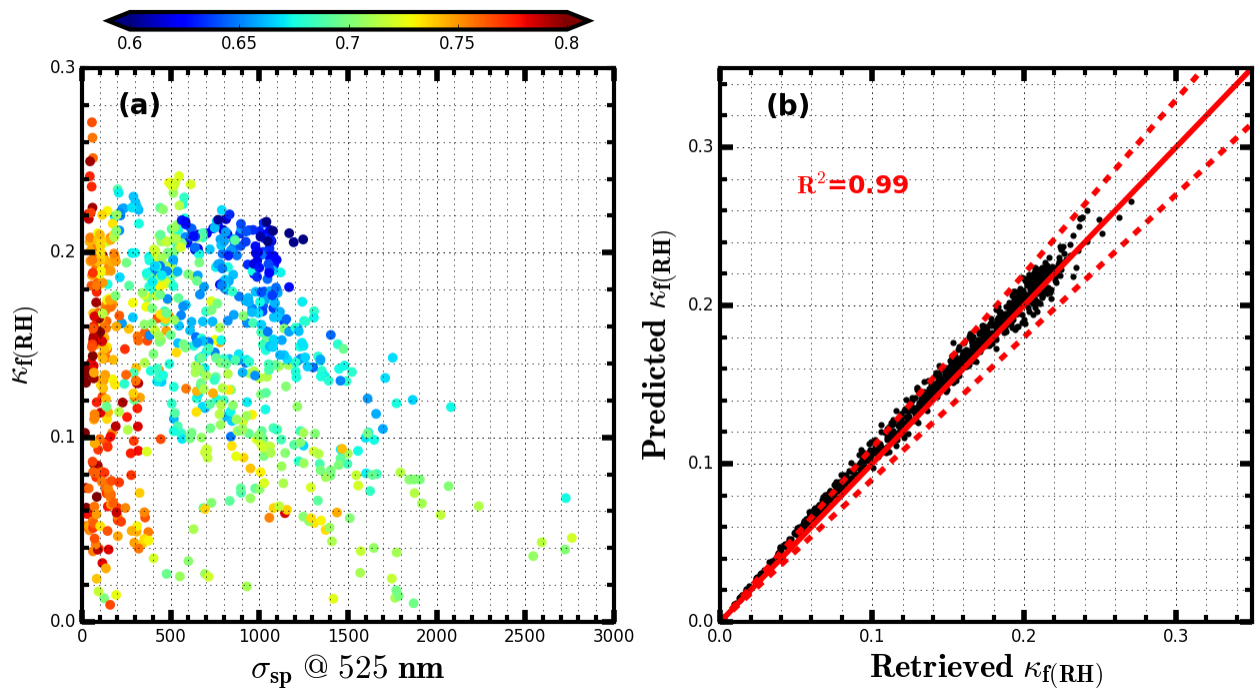 0.6 0.65 0.7 0.75 0.8
(a)
0.3
0.2
0.1
0.0
κf(RH)
0 500 1000 1500 2000 2500 3000
σsp @ 525 nm
(b)
R²=0.99
0.3
0.2
0.1
0.0
Predicted κf(RH)
0.0 0.1 0.2 0.3
Retrieved κf(RH)